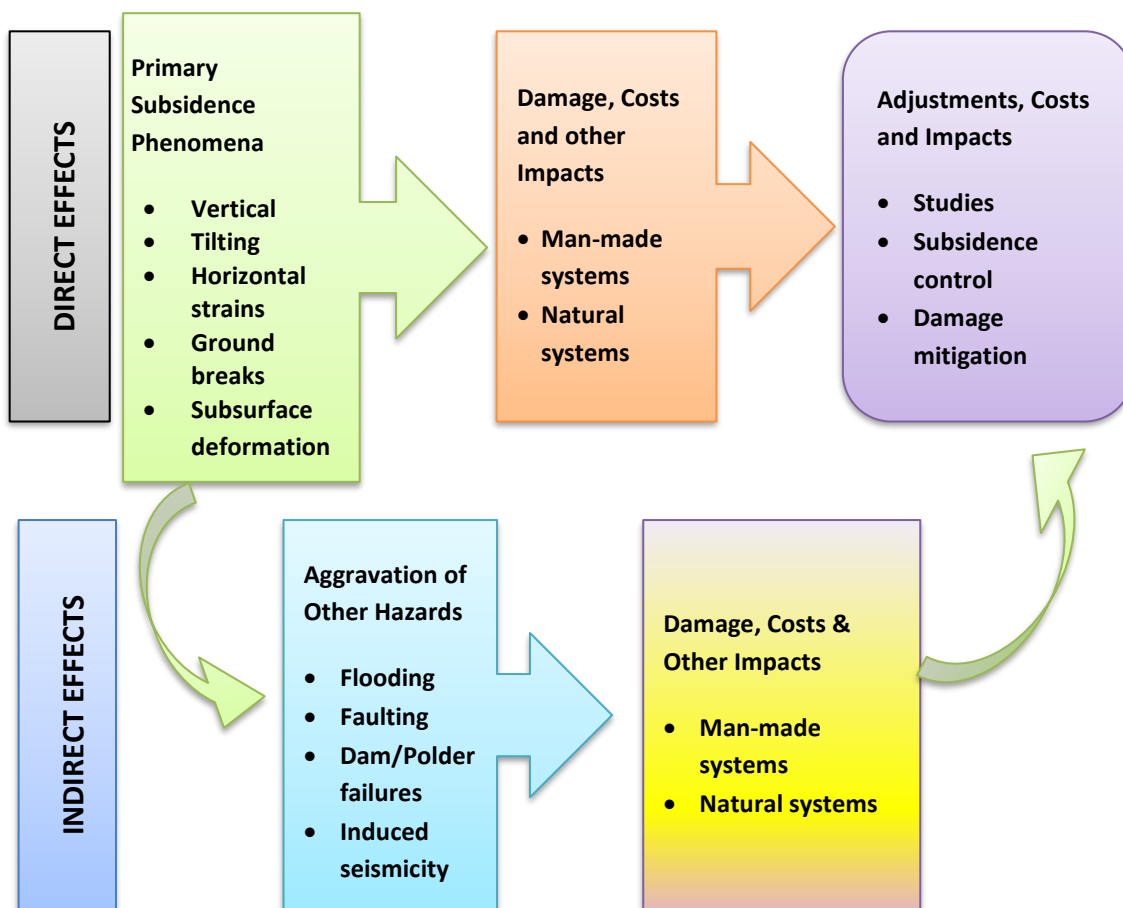 DIRECT EFFECTS
Primary
Subsidence
Phenomena
• Vertical
• Tilting
• Horizontal
strains
• Ground
breaks
• Subsurface
deformation
Damage, Costs
and other
Impacts
• Man-made
systems
• Natural
systems
Adjustments, Costs
and Impacts
• Studies
• Subsidence
control
• Damage
mitigation
INDIRECT EFFECTS
Aggravation of
Other Hazards
• Flooding
• Faulting
• Dam/Polder
failures
• Induced
seismicity
Damage, Costs &
Other Impacts
• Man-made
systems
• Natural systems